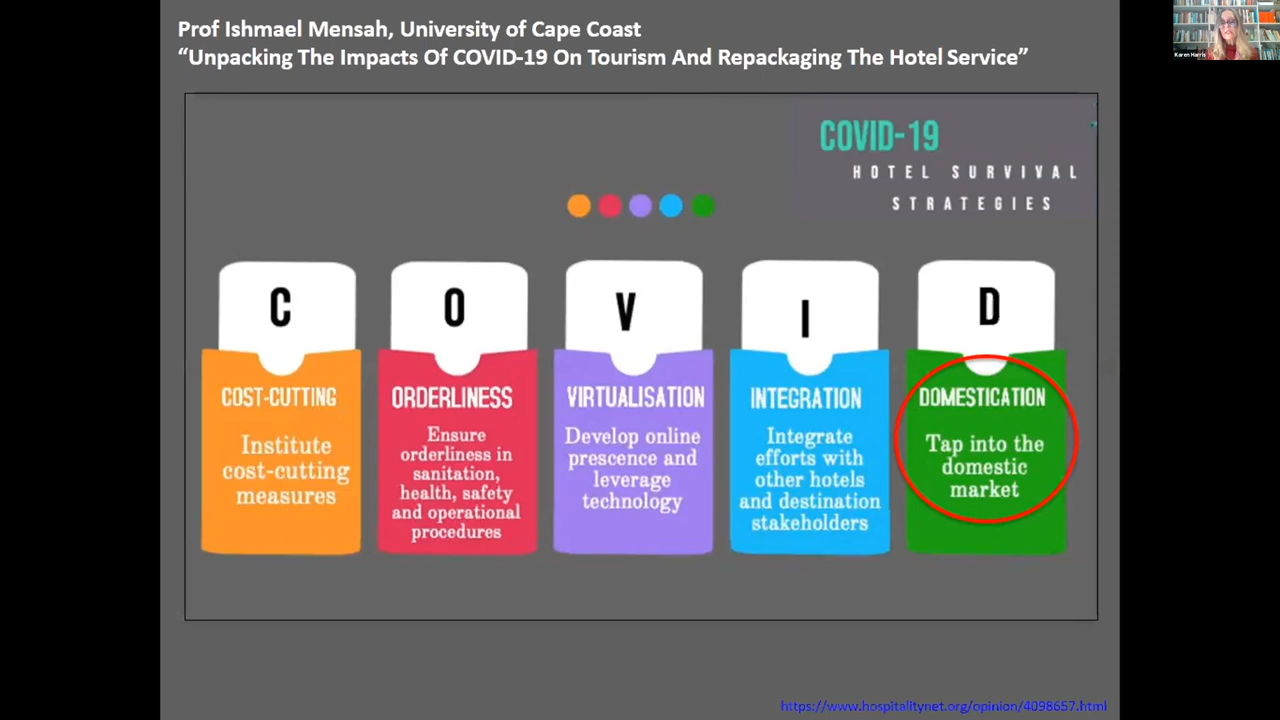 Prof Ishmael Mensah, University of Cape Coast
“Unpacking The Impacts Of COVID-19 On Tourism And Repackaging The Hotel Service”
Karen Harris
COVID-19
HOTEL SURVIVAL
STRATEGIES
C
O
V
I
D
COST-CUTTING
Institute
cost-cutting
measures
ORDERLINESS
Ensure
orderliness in
sanitation,
health, safety
and operational
procedures
VIRTUALISATION
Develop online
prescence and
leverage
technology
INTEGRATION
Integrate
efforts with
other hotels
and destination
stakeholders
DOMESTICATION
Tap into the
domestic
market
https://www.hospitalitynet.org/opinion/4098657.html